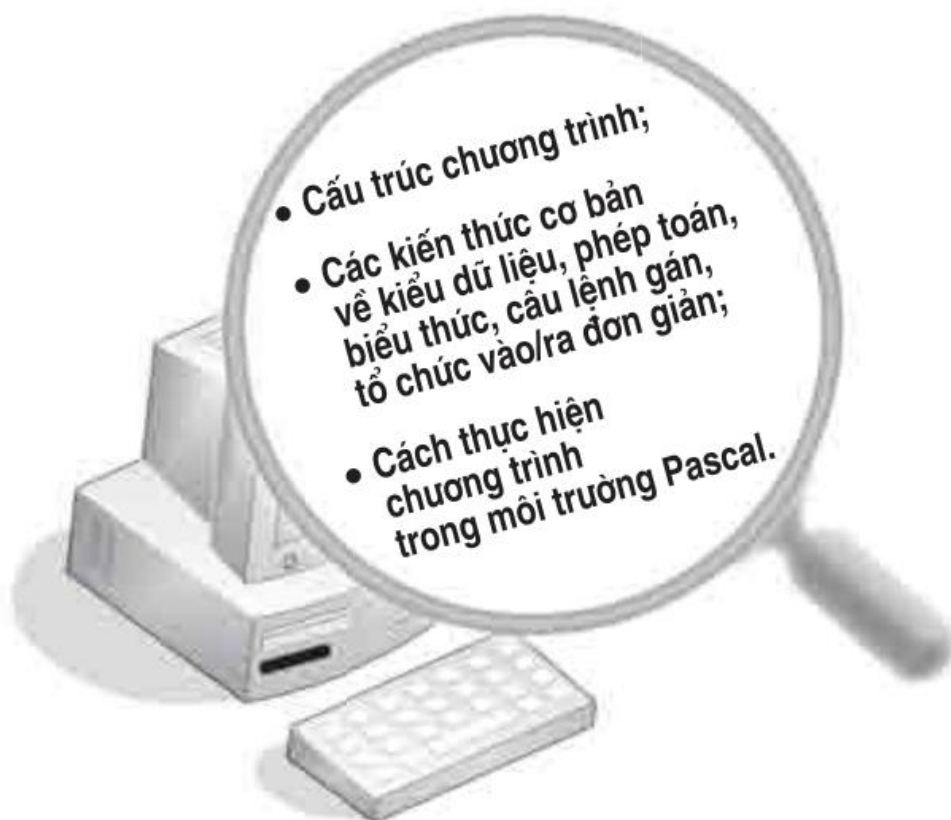 • Cấu trúc chương trình;
• Các kiến thức cơ bản
về kiểu dữ liệu, phép toán,
biểu thức, câu lệnh gán,
tổ chức vào/ra đơn giản;
• Cách thực hiện
chương trình
trong môi trường Pascal.